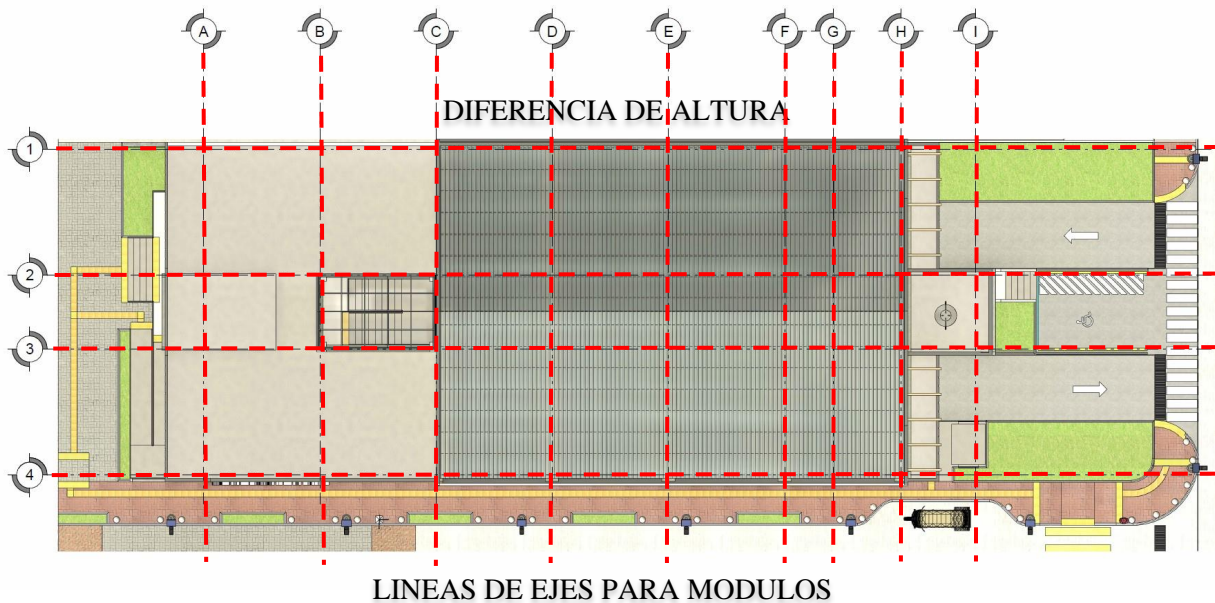 A B C D E F G H I
DIFERENCIA DE ALTURA
1
2
3
4
LINEAS DE EJES PARA MODULOS